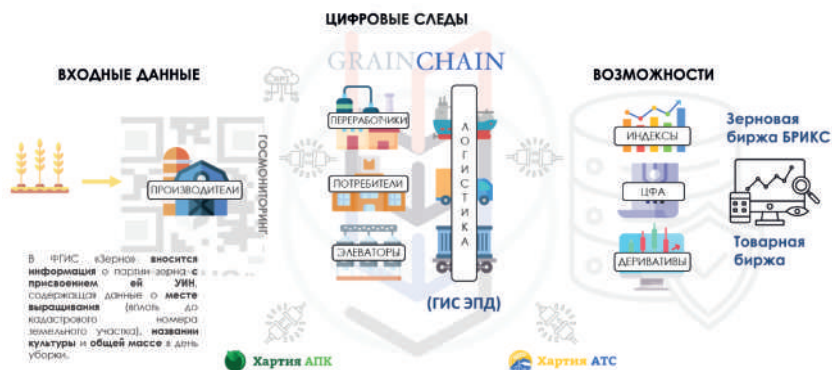 ЦИФРОВЫЕ СЛЕДЫ
GRAINCHAIN
ВХОДНЫЕ ДАННЫЕ
ВОЗМОЖНОСТИ
ПРОИЗВОДИТЕЛИ
ГОСМОНИТОРИНГ
ПЕРЕРАБОТЧИКИ
ПОТРЕБИТЕЛИ
ЭЛЕВАТОРЫ
ЛОГИСТИКА
(ГИС ЭПД)
ИНДЕКСЫ
ЦФА
ДЕРИВАТИВЫ
Зерновая
биржа БРИКС
Товарная
биржа
В ФГИС «Зерно» вносится
информация о партии зерна с
присвоением ей УИН,
содержащая данные о месте
выращивания (вплоть до
кадастрового номера
земельного участка), названии
культуры и общей массе в день
уборки.
Хартия АПК
Хартия АТС